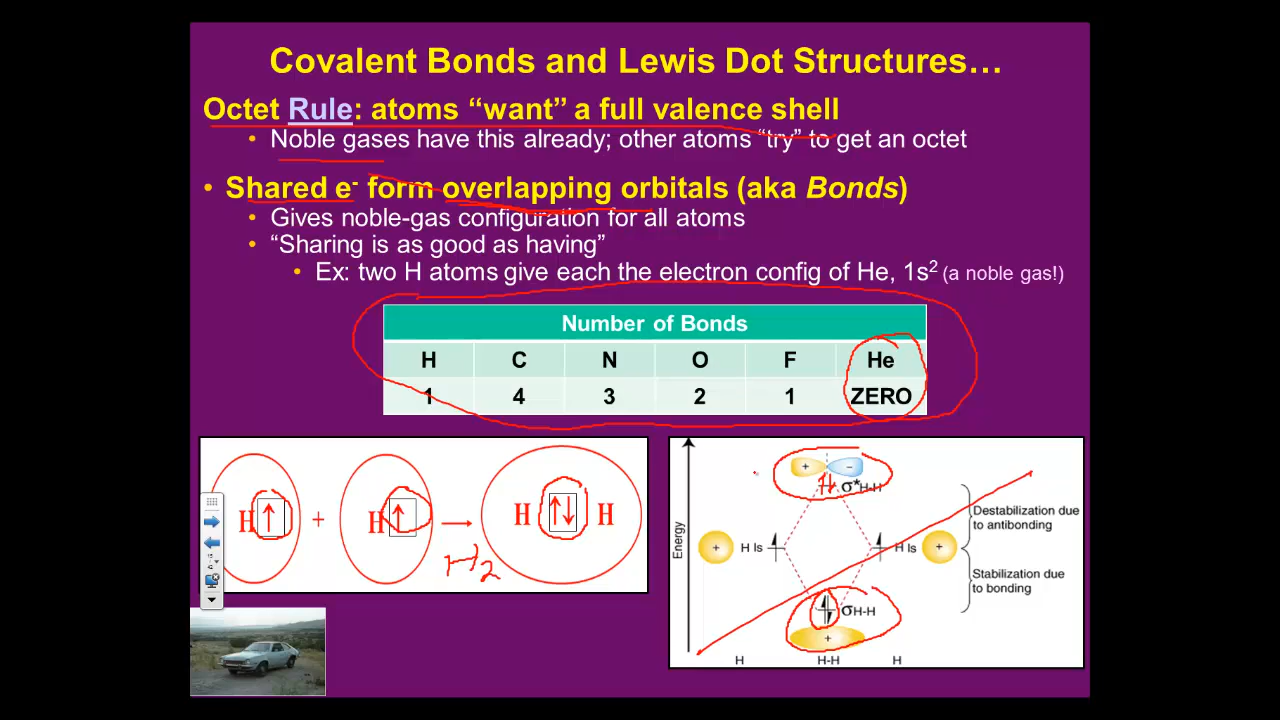 Covalent Bonds and Lewis Dot Structures…
Octet Rule: atoms “want” a full valence shell
• Noble gases have this already; other atoms “try” to get an octet
• Shared e- form overlapping orbitals (aka Bonds)
• Gives noble-gas configuration for all atoms
• “Sharing is as good as having”
• Ex: two H atoms give each the electron config of He, 1s2 (a noble gas!)
Number of Bonds
H C N O F He
1 4 3 2 1 ZERO
H ↑ + H ↑ → H ↑↓ H
H2
Energy
+ −
σ*H-H
Destabilization due
to antibonding
+ H ls H ls +
Stabilization due
to bonding
σH-H
+
H H-H H